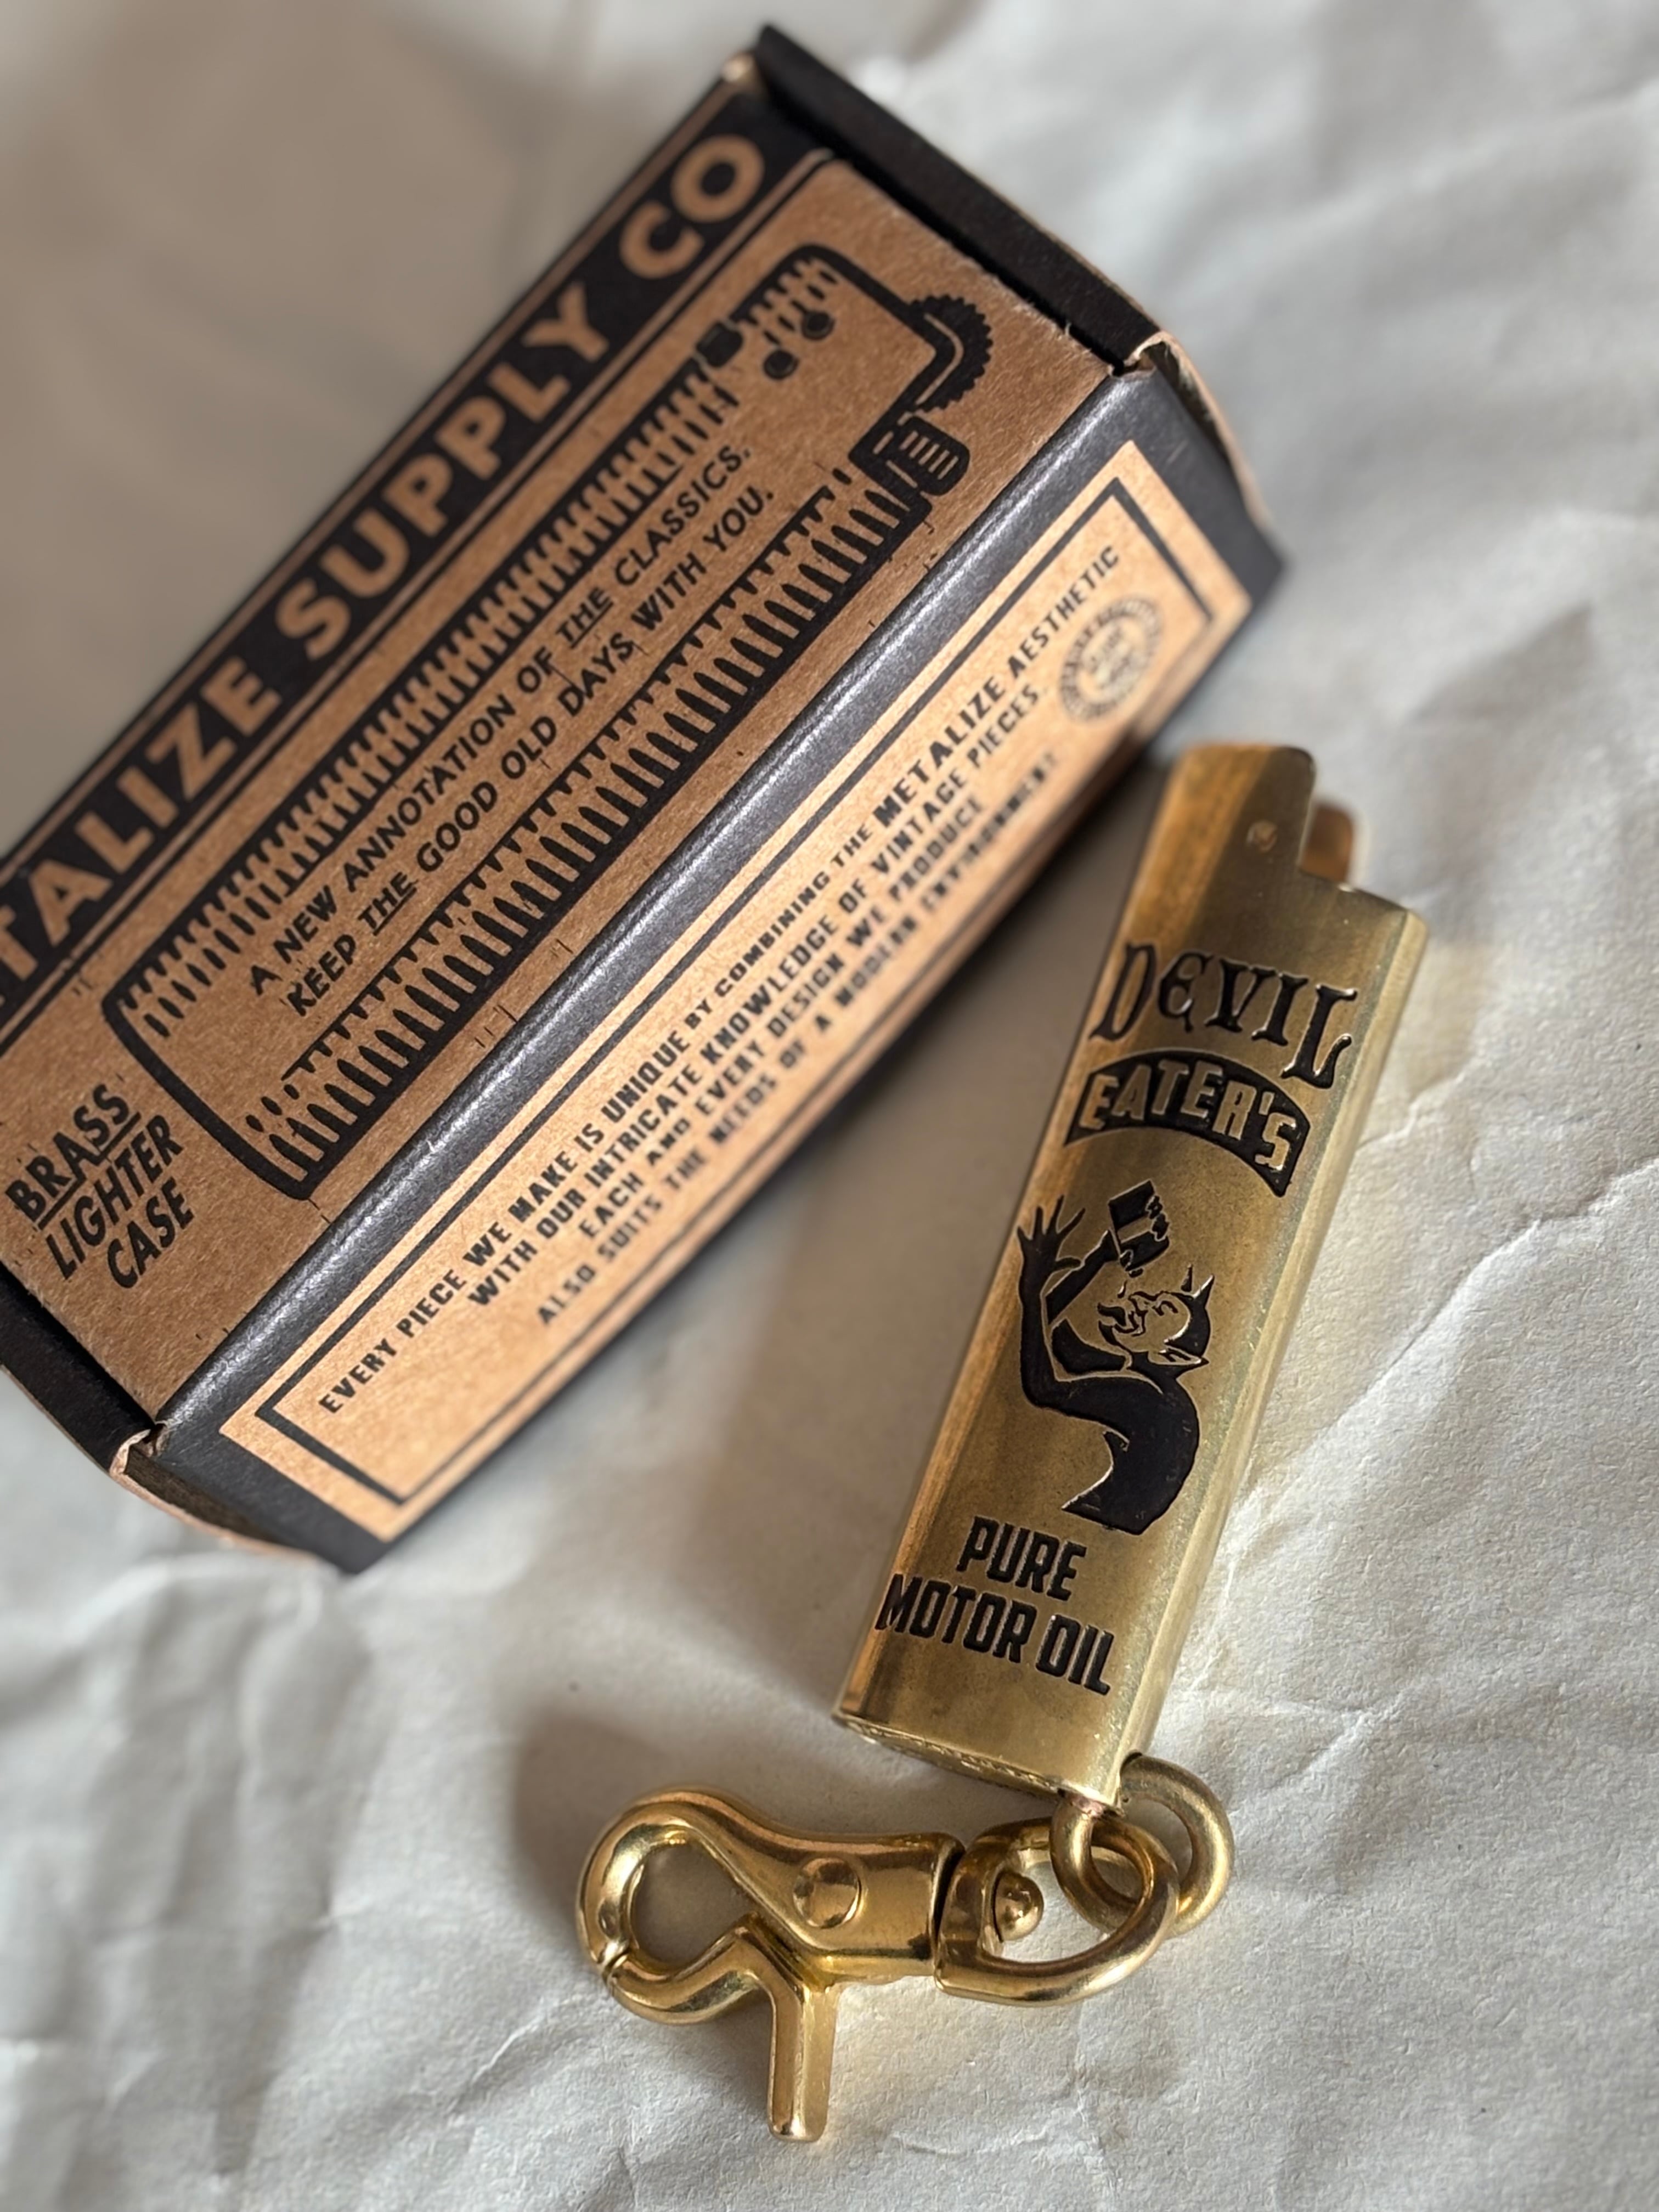 TALIZE SUPPLY CO
A NEW ANNOTATION OF THE CLASSICS.
KEEP THE GOOD OLD DAYS WITH YOU.
BRASS
LIGHTER
CASE
EVERY PIECE WE MAKE IS UNIQUE BY COMBINING THE METALIZE AESTHETIC
WITH OUR INTRICATE KNOWLEDGE OF VINTAGE PIECES
EACH AND EVERY DESIGN WE PRODUCE
ALSO SUITS THE NEEDS OF A MODERN ENVIRONMENT
DEVIL
EATER'S
PURE
MOTOR OIL